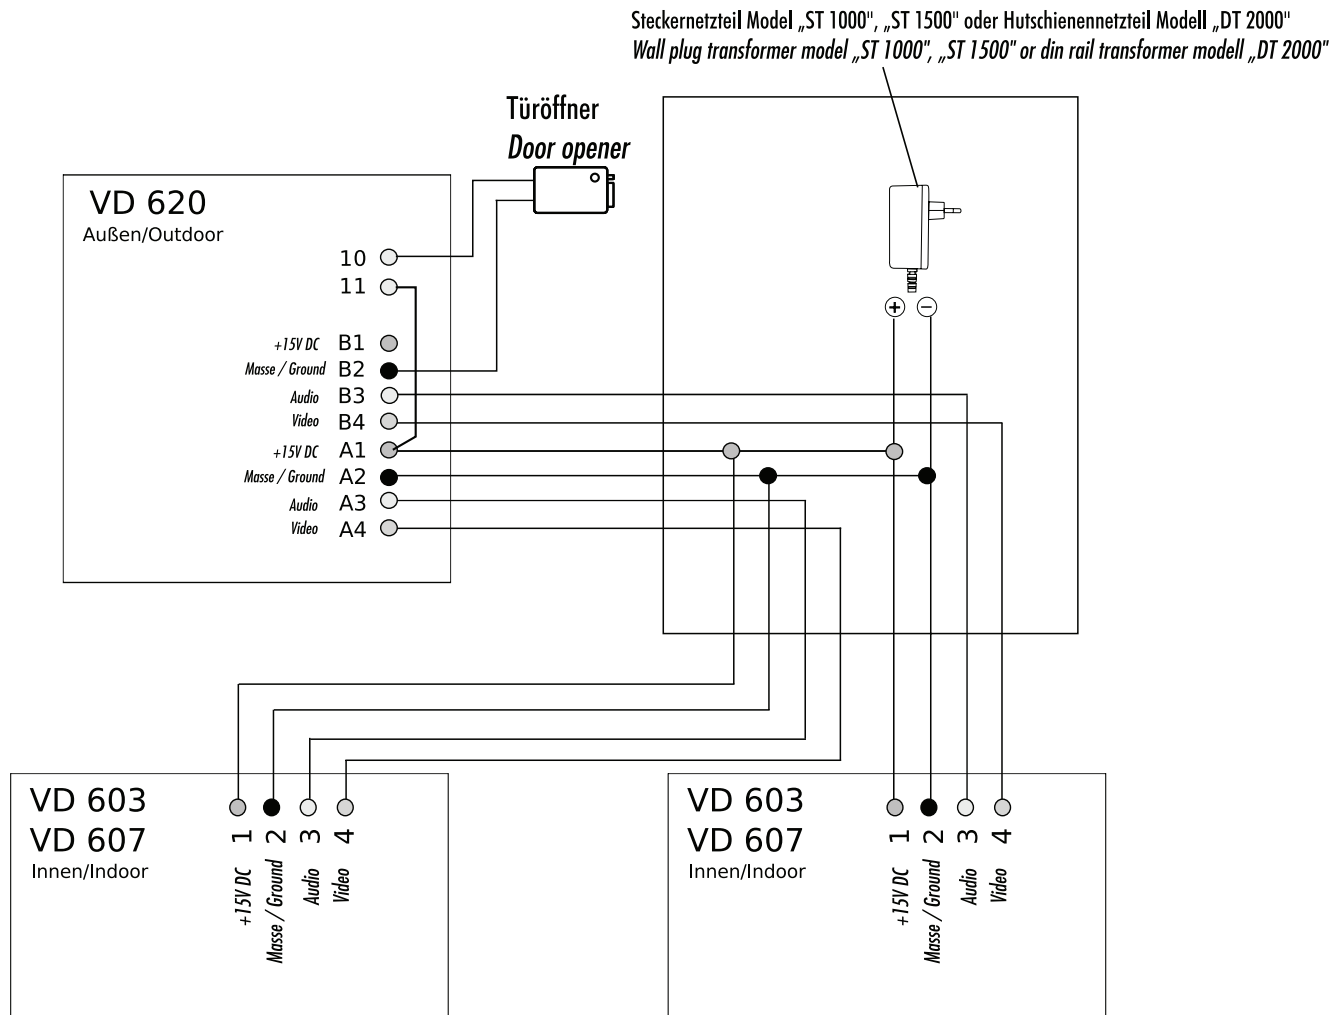 Steckernetzteil Model „ST 1000", „ST 1500" oder Hutschienennetzteil Modell „DT 2000"
Wall plug transformer model „ST 1000", „ST 1500" or din rail transformer modell „DT 2000"
Türöffner
Door opener
VD 620
Außen/Outdoor
10
11
+15V DC B1
Masse / Ground B2
Audio B3
Video B4
+15V DC A1
Masse / Ground A2
Audio A3
Video A4
+ −
VD 603
VD 607
Innen/Indoor
1 +15V DC
2 Masse / Ground
3 Audio
4 Video
VD 603
VD 607
Innen/Indoor
1 +15V DC
2 Masse / Ground
3 Audio
4 Video